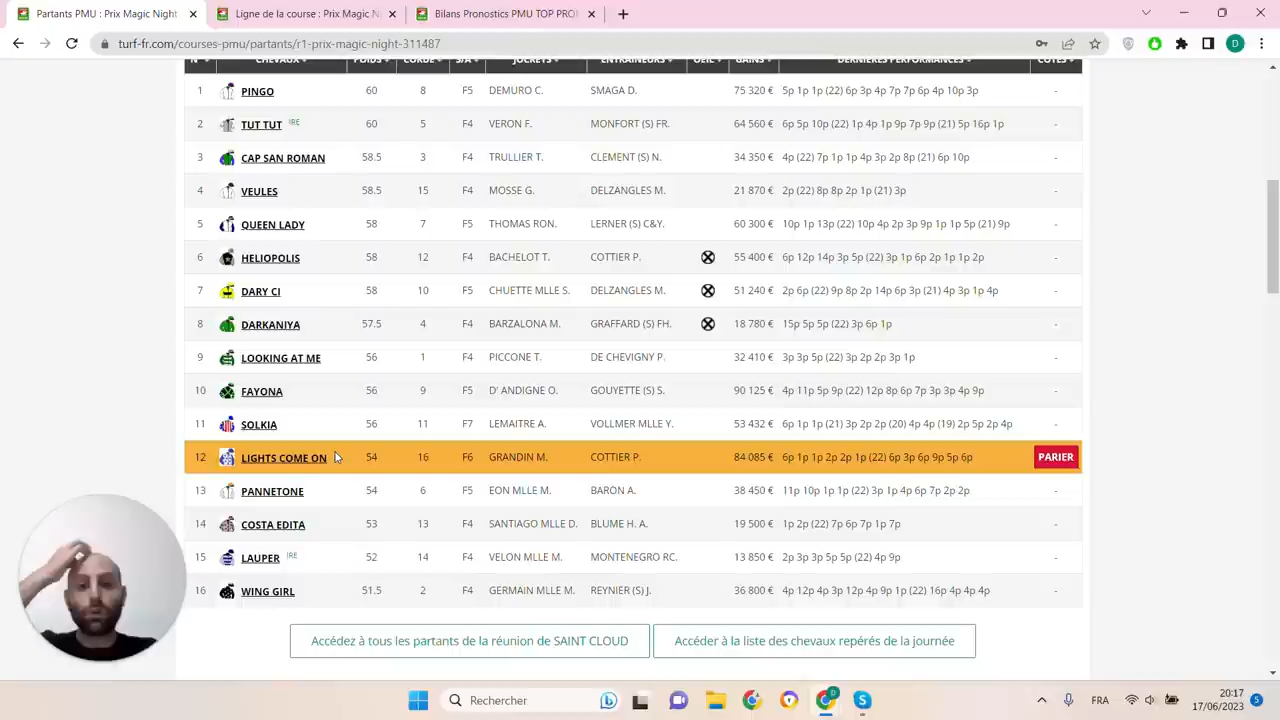 Partants PMU : Prix Magic Night
Ligne de la course : Prix Magic N
Bilans Pronostics PMU TOP PRO
turf-fr.com/courses-pmu/partants/r1-prix-magic-night-311487
D
N° CHEVAUX POIDS CORDE S/A JOCKEYS ENTRAINEURS OEIL GAINS DERNIÈRES PERFORMANCES COTES
1 PINGO 60 8 F5 DEMURO C. SMAGA D. 75 320 € 5p 1p 1p (22) 6p 3p 4p 7p 7p 6p 4p 10p 3p -
2 TUT TUT IRE 60 5 F4 VERON F. MONFORT (S) FR. 64 560 € 6p 5p 10p (22) 1p 4p 1p 9p 7p 9p (21) 5p 16p 1p -
3 CAP SAN ROMAN 58.5 3 F4 TRULLIER T. CLEMENT (S) N. 34 350 € 4p (22) 7p 1p 1p 4p 3p 2p 8p (21) 6p 10p -
4 VEULES 58.5 15 F4 MOSSE G. DELZANGLES M. 21 870 € 2p (22) 8p 8p 2p 1p (21) 3p -
5 QUEEN LADY 58 7 F5 THOMAS RON. LERNER (S) C&Y. 60 300 € 10p 1p 13p (22) 10p 4p 2p 3p 9p 1p 1p 5p (21) 9p -
6 HELIOPOLIS 58 12 F4 BACHELOT T. COTTIER P. 55 400 € 6p 12p 14p 3p 5p (22) 3p 1p 6p 2p 1p 1p 2p -
7 DARY CI 58 10 F5 CHUETTE MLLE S. DELZANGLES M. 51 240 € 2p 6p (22) 9p 8p 2p 14p 6p 3p (21) 4p 3p 1p 4p -
8 DARKANIYA 57.5 4 F4 BARZALONA M. GRAFFARD (S) FH. 18 780 € 15p 5p 5p (22) 3p 6p 1p -
9 LOOKING AT ME 56 1 F4 PICCONE T. DE CHEVIGNY P. 32 410 € 3p 3p 5p (22) 3p 2p 2p 3p 1p -
10 FAYONA 56 9 F5 D' ANDIGNE O. GOUYETTE (S) S. 90 125 € 4p 11p 5p 9p (22) 12p 8p 6p 7p 3p 3p 4p 9p -
11 SOLKIA 56 11 F7 LEMAITRE A. VOLLMER MLLE Y. 53 432 € 6p 1p 1p (21) 3p 2p 2p (20) 4p 4p (19) 2p 5p 2p 4p -
12 LIGHTS COME ON 54 16 F6 GRANDIN M. COTTIER P. 84 085 € 6p 1p 1p 2p 2p 1p (22) 6p 3p 6p 9p 5p 6p PARIER
13 PANNETONE 54 6 F5 EON MLLE M. BARON A. 38 450 € 11p 10p 1p 1p (22) 3p 1p 4p 6p 7p 2p 2p -
14 COSTA EDITA 53 13 F4 SANTIAGO MLLE D. BLUME H. A. 19 500 € 1p 2p (22) 7p 6p 7p 1p 7p -
15 LAUPER IRE 52 14 F4 VELON MLLE M. MONTENEGRO RC. 13 850 € 2p 3p 3p 5p 5p (22) 4p 9p -
16 WING GIRL 51.5 2 F4 GERMAIN MLLE M. REYNIER (S) J. 36 800 € 4p 12p 4p 3p 12p 4p 9p 1p (22) 16p 4p 4p 4p -
Accédez à tous les partants de la réunion de SAINT CLOUD
Accéder à la liste des chevaux repérés de la journée
Rechercher
FRA
20:17
17/06/2023
5